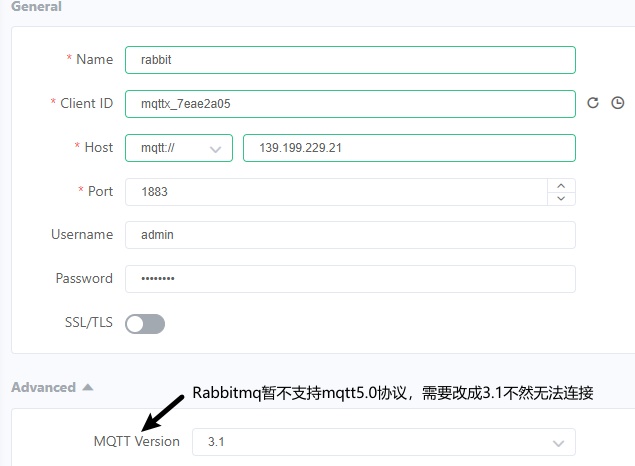 General
* Name rabbit
* Client ID mqttx_7eae2a05
* Host mqtt:// 139.199.229.21
* Port 1883
Username admin
Password ••••••••
SSL/TLS
Advanced
Rabbitmq暂不支持mqtt5.0协议，需要改成3.1不然无法连接
MQTT Version 3.1